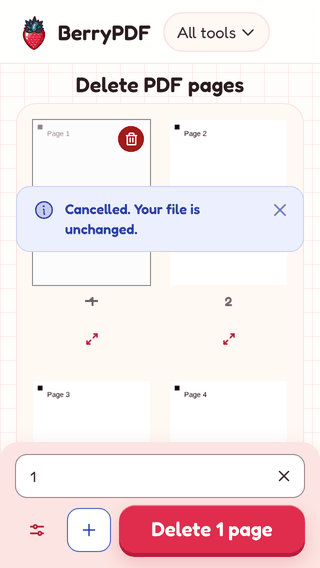 BerryPDF
All tools
Delete PDF pages
Page 1
Page 2
Cancelled. Your file is
unchanged.
1
2
Page 3
Page 4
1
Delete 1 page